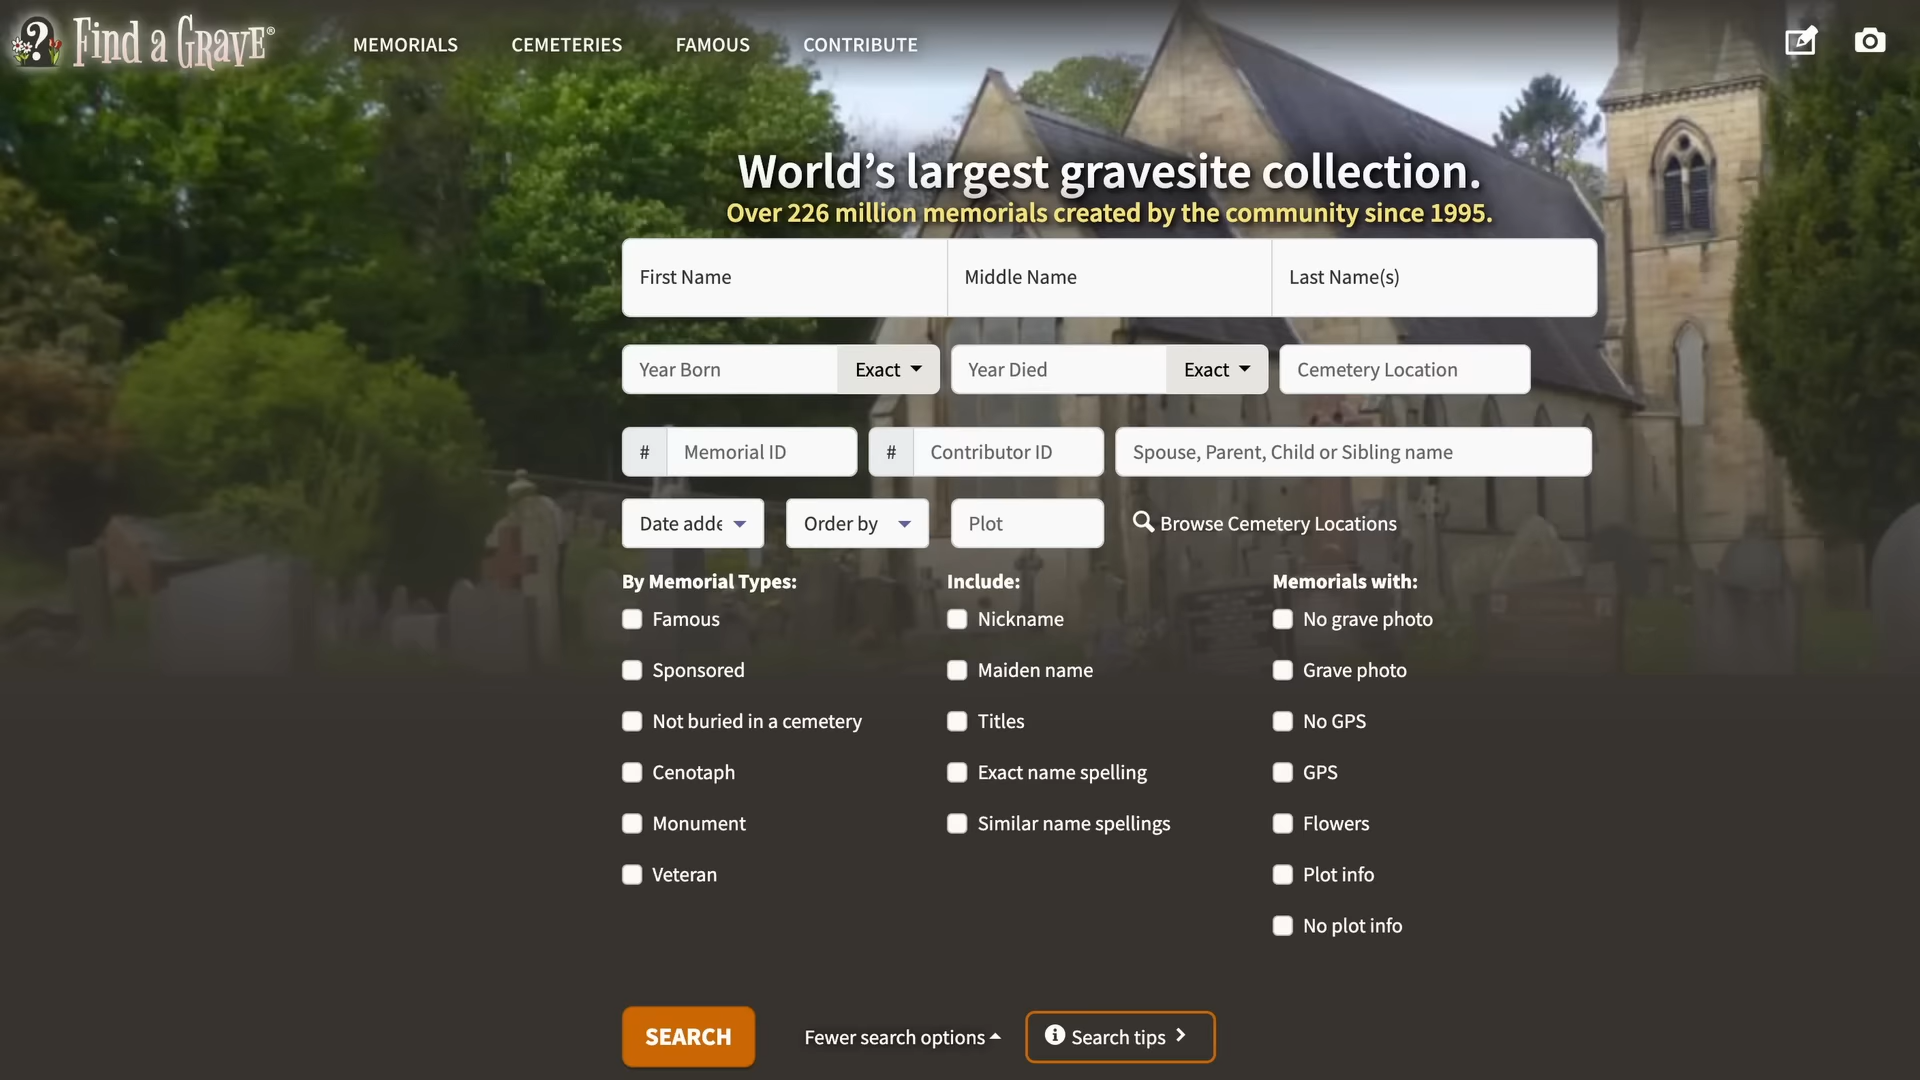 Find a Grave®
MEMORIALS CEMETERIES FAMOUS CONTRIBUTE
World's largest gravesite collection.
Over 226 million memorials created by the community since 1995.
First Name Middle Name Last Name(s)
Year Born Exact Year Died Exact Cemetery Location
# Memorial ID # Contributor ID Spouse, Parent, Child or Sibling name
Date adde Order by Plot Browse Cemetery Locations
By Memorial Types: Include: Memorials with:
Famous Nickname No grave photo
Sponsored Maiden name Grave photo
Not buried in a cemetery Titles No GPS
Cenotaph Exact name spelling GPS
Monument Similar name spellings Flowers
Veteran Plot info
No plot info
SEARCH Fewer search options Search tips